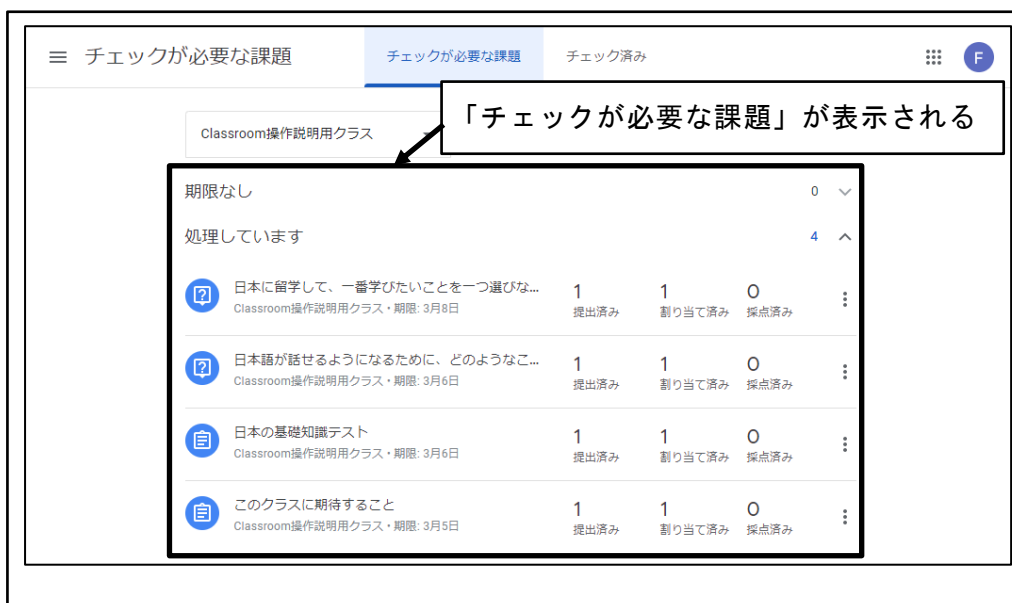 チェックが必要な課題
チェックが必要な課題
チェック済み
F
「チェックが必要な課題」が表示される
Classroom操作説明用クラス
期限なし 0
処理しています 4
日本に留学して、一番学びたいことを一つ選びな...
Classroom操作説明用クラス・期限: 3月8日
1 1 0
提出済み 割り当て済み 採点済み
日本語が話せるようになるために、どのようなこ...
Classroom操作説明用クラス・期限: 3月6日
1 1 0
提出済み 割り当て済み 採点済み
日本の基礎知識テスト
Classroom操作説明用クラス・期限: 3月6日
1 1 0
提出済み 割り当て済み 採点済み
このクラスに期待すること
Classroom操作説明用クラス・期限: 3月5日
1 1 0
提出済み 割り当て済み 採点済み